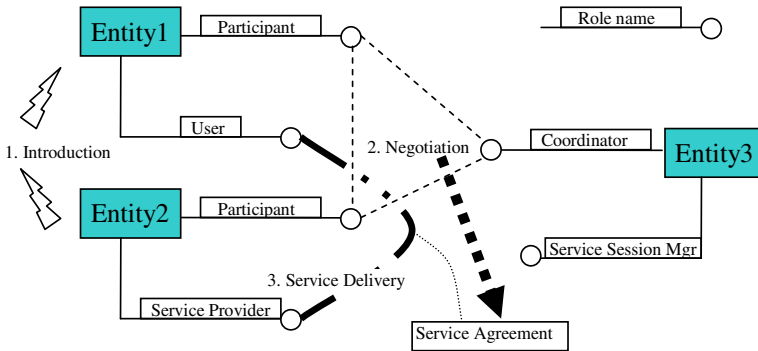 Entity1
Participant
Role name
User
1. Introduction
2. Negotiation
Coordinator
Entity3
Entity2
Participant
Service Session Mgr
3. Service Delivery
Service Provider
Service Agreement